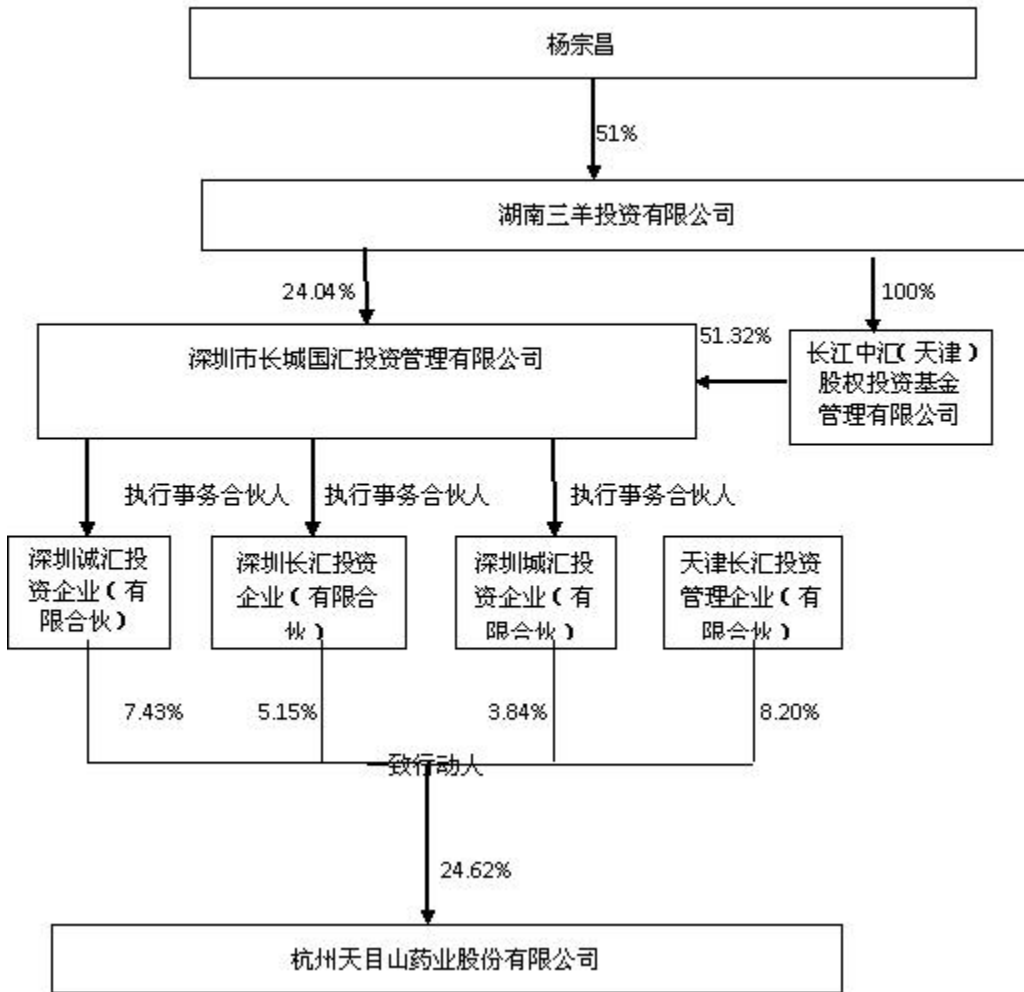 杨宗昌
51%
湖南三羊投资有限公司
24.04%
100%
51.32%
深圳市长城国汇投资管理有限公司
长江中汇（天津）
股权投资基金
管理有限公司
执行事务合伙人
执行事务合伙人
执行事务合伙人
深圳诚汇投
资企业（有
限合伙）
深圳长汇投资
企业（有限合
伙）
深圳城汇投
资企业（有
限合伙）
天津长汇投资
管理企业（有
限合伙）
7.43%
5.15%
3.84%
8.20%
一致行动人
24.62%
杭州天目山药业股份有限公司